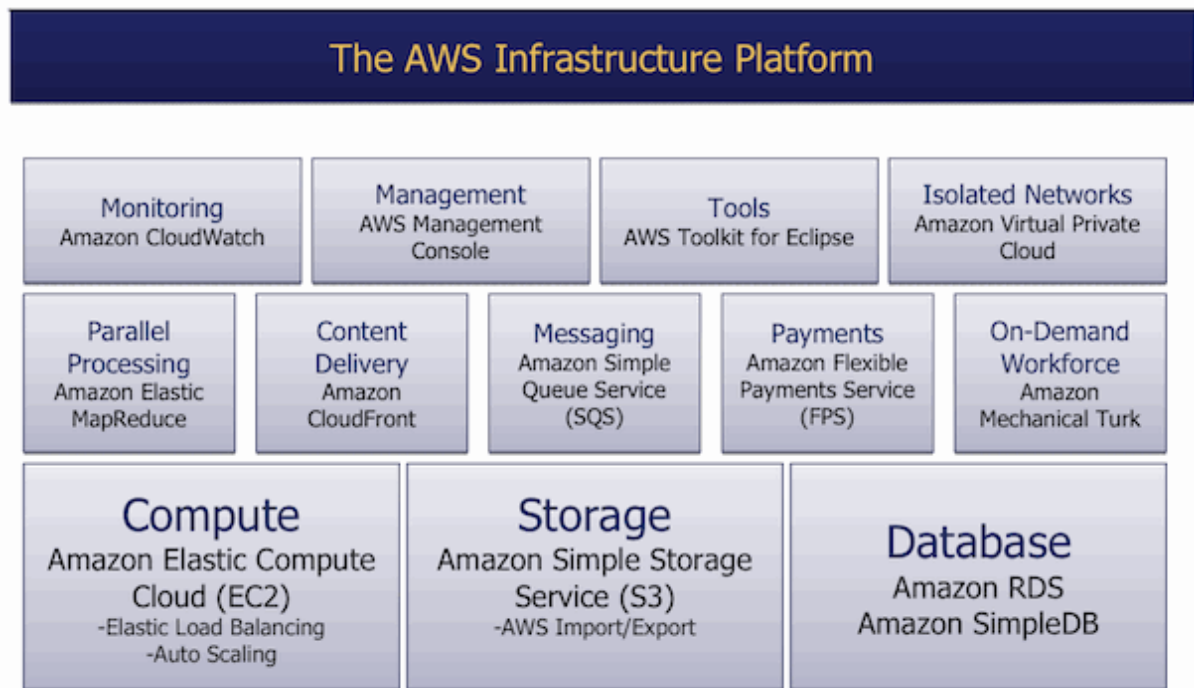 The AWS Infrastructure Platform
Monitoring
Amazon CloudWatch
Management
AWS Management
Console
Tools
AWS Toolkit for Eclipse
Isolated Networks
Amazon Virtual Private
Cloud
Parallel
Processing
Amazon Elastic
MapReduce
Content
Delivery
Amazon
CloudFront
Messaging
Amazon Simple
Queue Service
(SQS)
Payments
Amazon Flexible
Payments Service
(FPS)
On-Demand
Workforce
Amazon
Mechanical Turk
Compute
Amazon Elastic Compute
Cloud (EC2)
-Elastic Load Balancing
-Auto Scaling
Storage
Amazon Simple Storage
Service (S3)
-AWS Import/Export
Database
Amazon RDS
Amazon SimpleDB